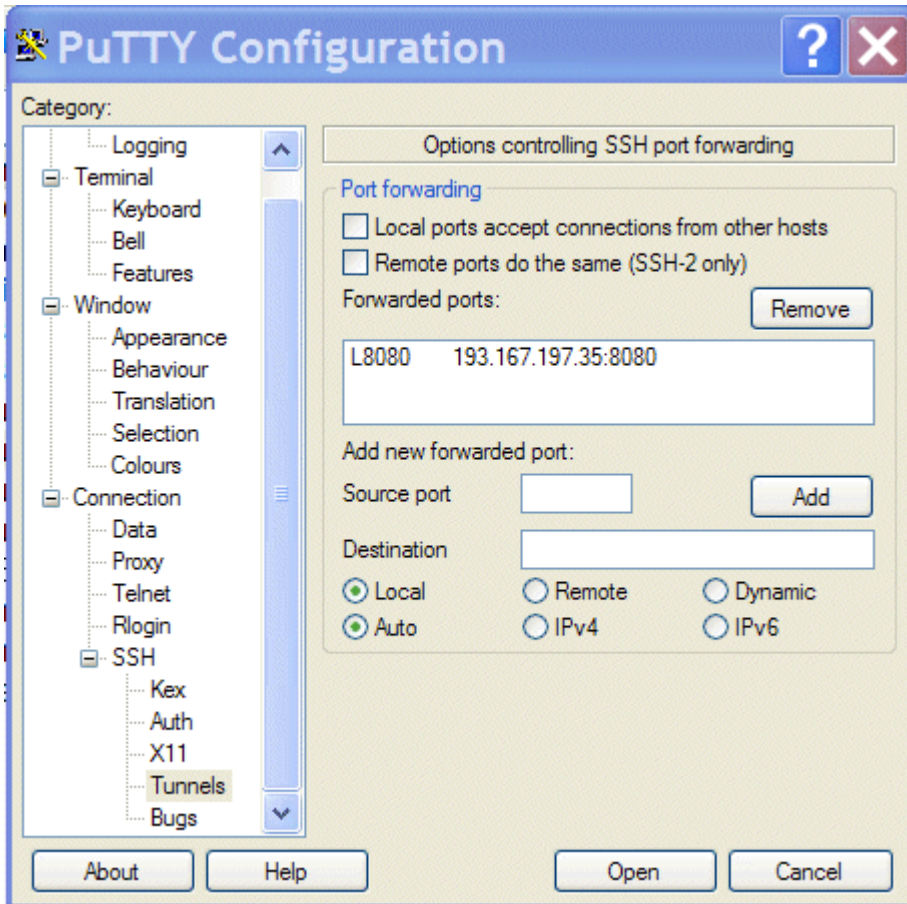 PuTTY Configuration
?
Category:
Logging
Terminal
Keyboard
Bell
Features
Window
Appearance
Behaviour
Translation
Selection
Colours
Connection
Data
Proxy
Telnet
Rlogin
SSH
Kex
Auth
X11
Tunnels
Bugs
Options controlling SSH port forwarding
Port forwarding
Local ports accept connections from other hosts
Remote ports do the same (SSH-2 only)
Forwarded ports:
Remove
L8080 193.167.197.35:8080
Add new forwarded port:
Source port
Add
Destination
Local Remote Dynamic
Auto IPv4 IPv6
About Help Open Cancel